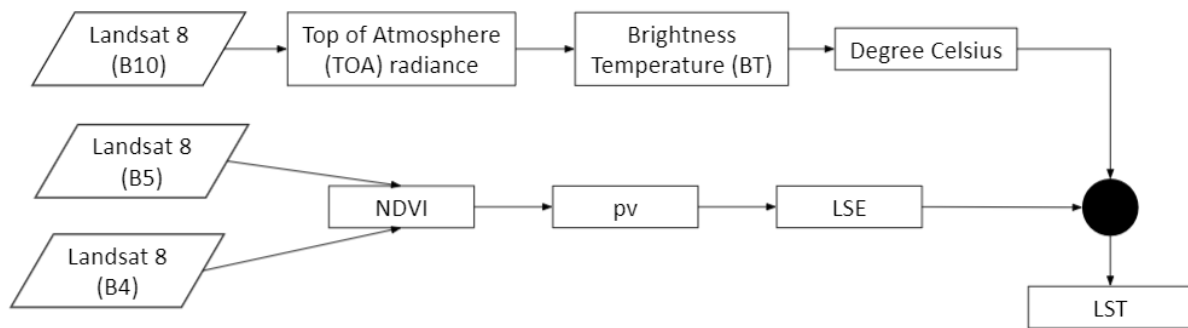 Landsat 8
(B10)
Top of Atmosphere
(TOA) radiance
Brightness
Temperature (BT)
Degree Celsius
Landsat 8
(B5)
NDVI
pv
LSE
Landsat 8
(B4)
LST